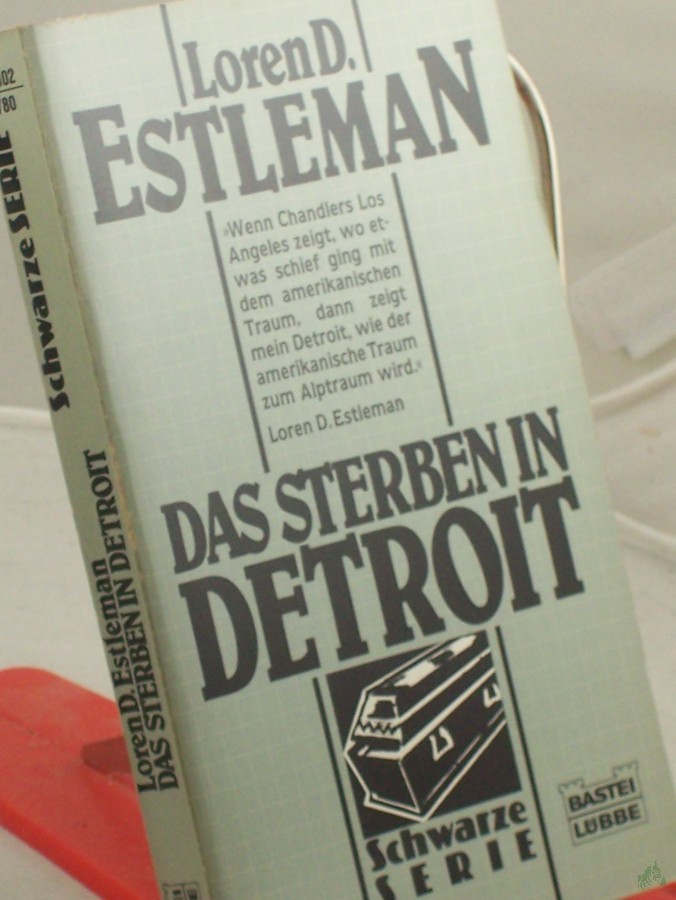 Loren D.
ESTLEMAN
»Wenn Chandlers Los
Angeles zeigt, wo et-
was schief ging mit
dem amerikanischen
Traum, dann zeigt
mein Detroit, wie der
amerikanische Traum
zum Alptraum wird.«
Loren D. Estleman
DAS STERBEN IN
DETROIT
Schwarze
SERIE
BASTEI
LÜBBE
Schwarze SERIE
Loren D. Estleman
DAS STERBEN IN DETROIT